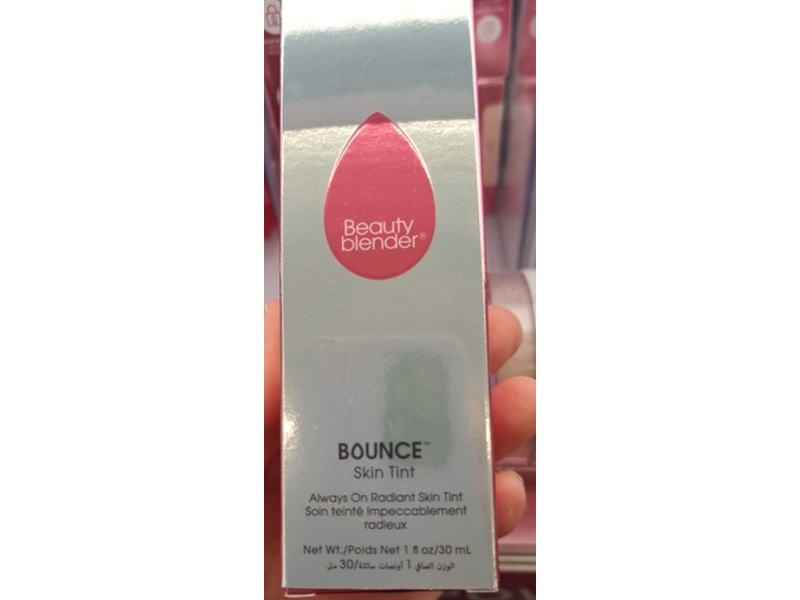 Beauty
blender®
BOUNCE™
Skin Tint
Always On Radiant Skin Tint
Soin teinté Impeccablement
radieux
Net Wt./Poids Net 1 fl oz/30 mL
الوزن الصافي 1 أونصات سائلة/30 مل